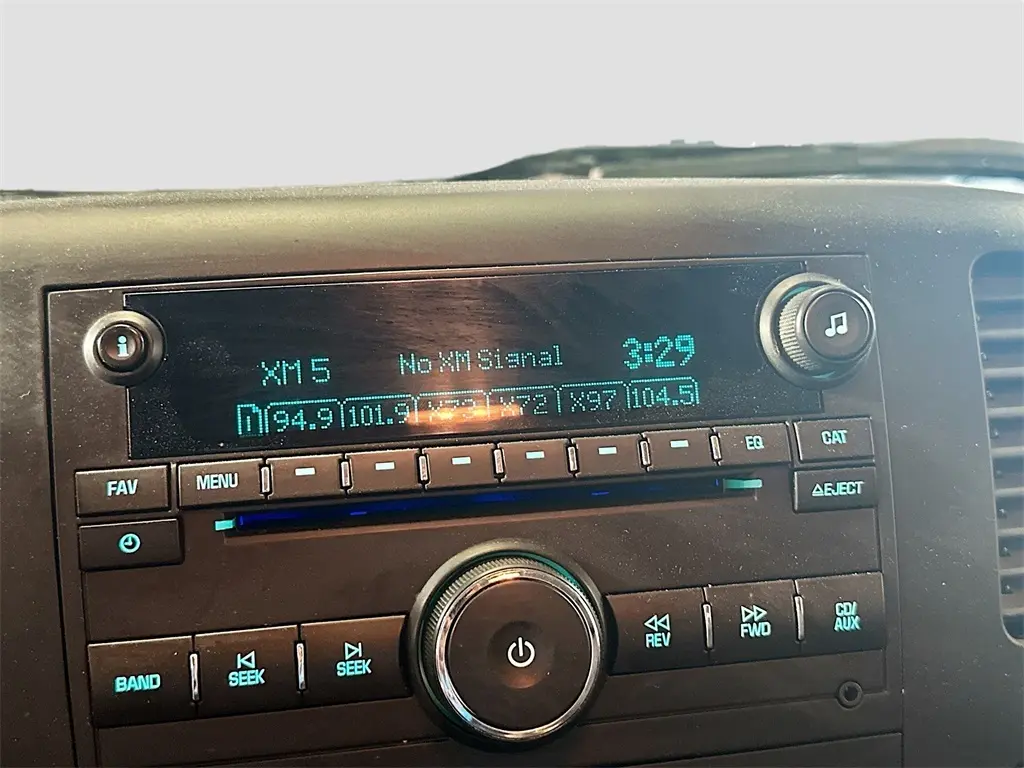 XM 5 No XM Signal 3:29
1 94.9 101.9 X72 X97 104.5
FAV MENU EQ CAT
EJECT
BAND SEEK SEEK REV FWD CD/
AUX